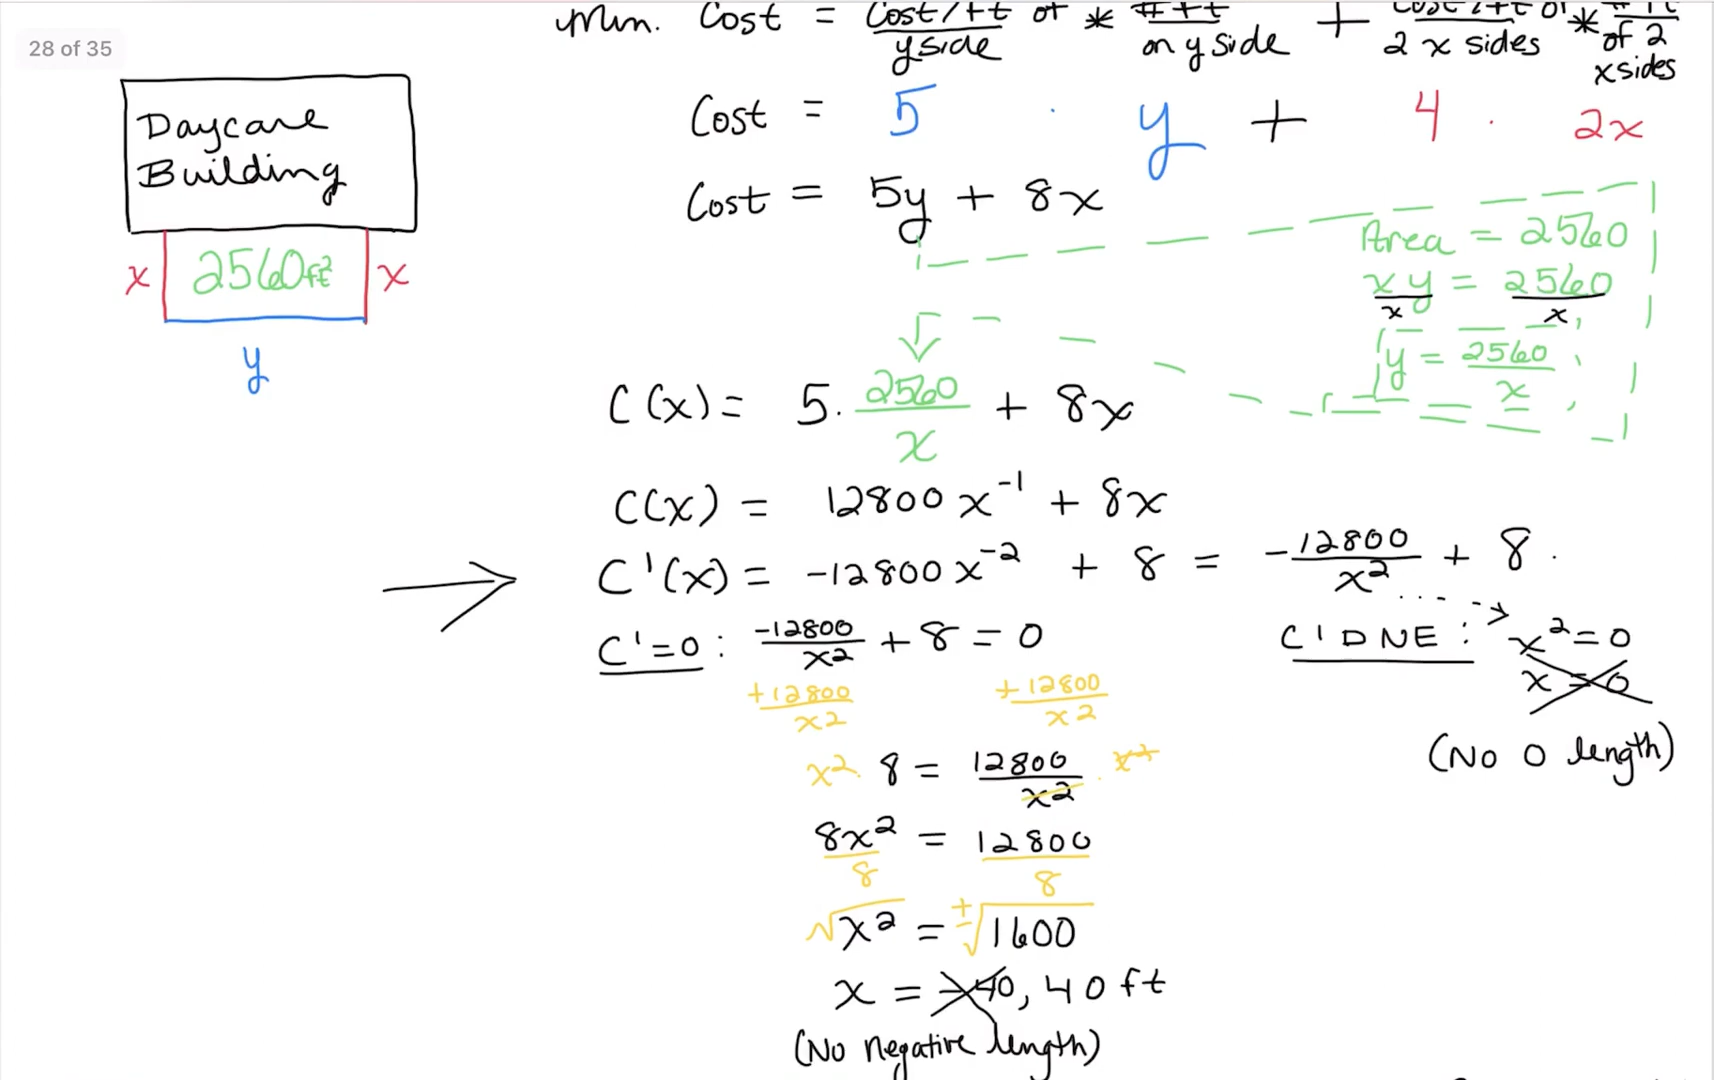 28 of 35
Min. Cost = Cost/ft of / y side * # ft / on y side + Cost/ft of / 2 x sides * # ft / of 2 x sides
Daycare
Building
x 2560ft² x
y
Cost = 5 · y + 4 · 2x
Cost = 5y + 8x
Area = 2560
xy/x = 2560/x
y = 2560/x
C(x) = 5 · 2560/x + 8x
C(x) = 12800x⁻¹ + 8x
C'(x) = -12800x⁻² + 8 = -12800/x² + 8
C'=0: -12800/x² + 8 = 0
+12800/x² +12800/x²
x² · 8 = 12800/x² · x²
8x²/8 = 12800/8
√x² = ±√1600
x = -40, 40 ft
(No negative length)
C' DNE: x² = 0
x = 0
(No 0 length)